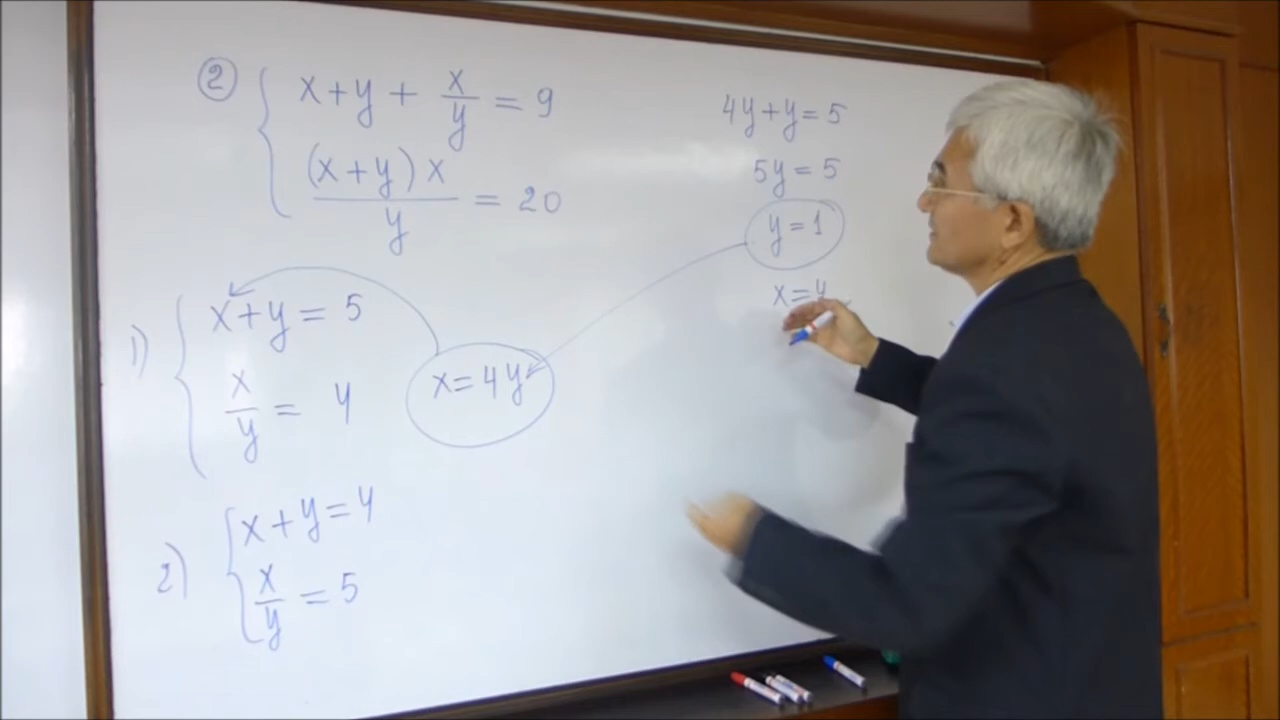 ② x+y + x/y = 9
(x+y)x/y = 20
1) x+y = 5
x/y = 4
x=4y
2) x+y=4
x/y = 5
4y+y=5
5y=5
y=1
x=4